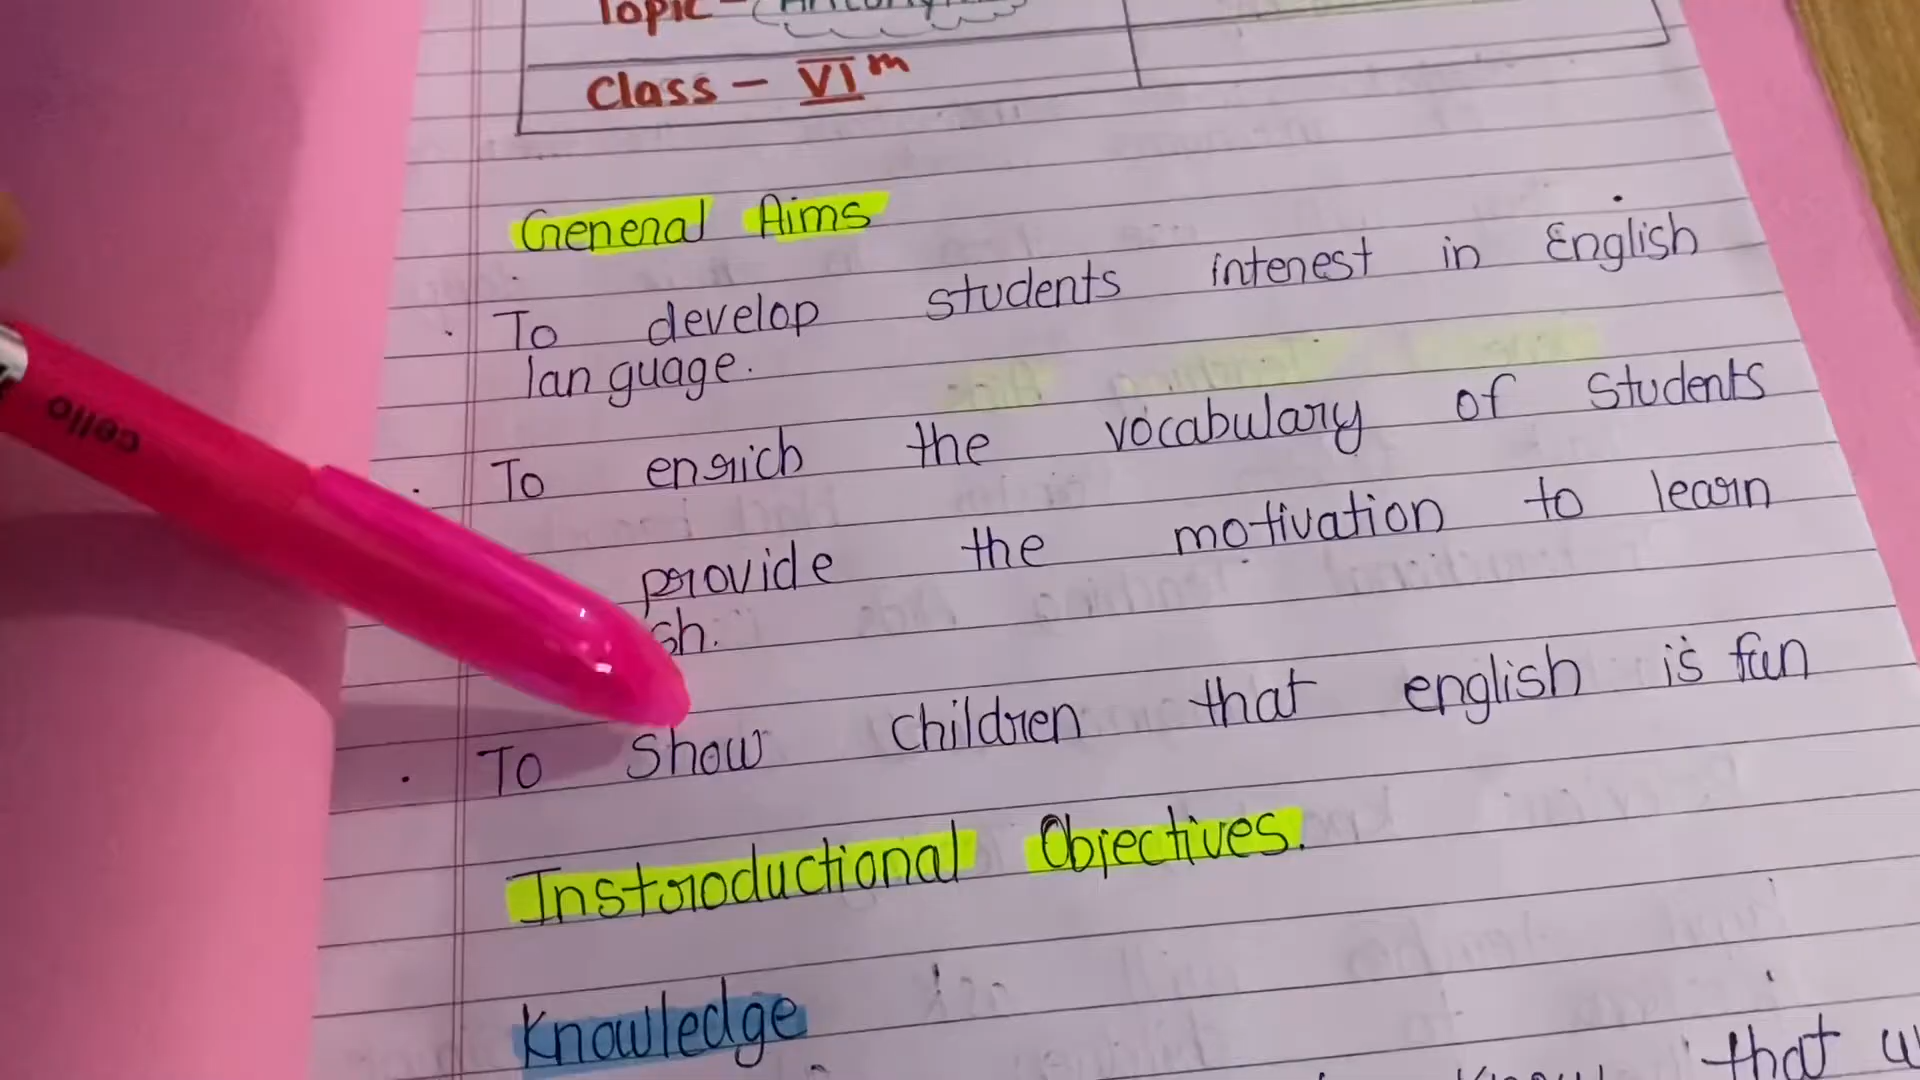 Topic -
Class - VIth
General Aims
. To develop students interest in English
language.
. To enrich the vocabulary of Students
provide the motivation to learn
sh.
. To Show children that english is fun
Instroductional Objectives.
Knowledge
that
cello